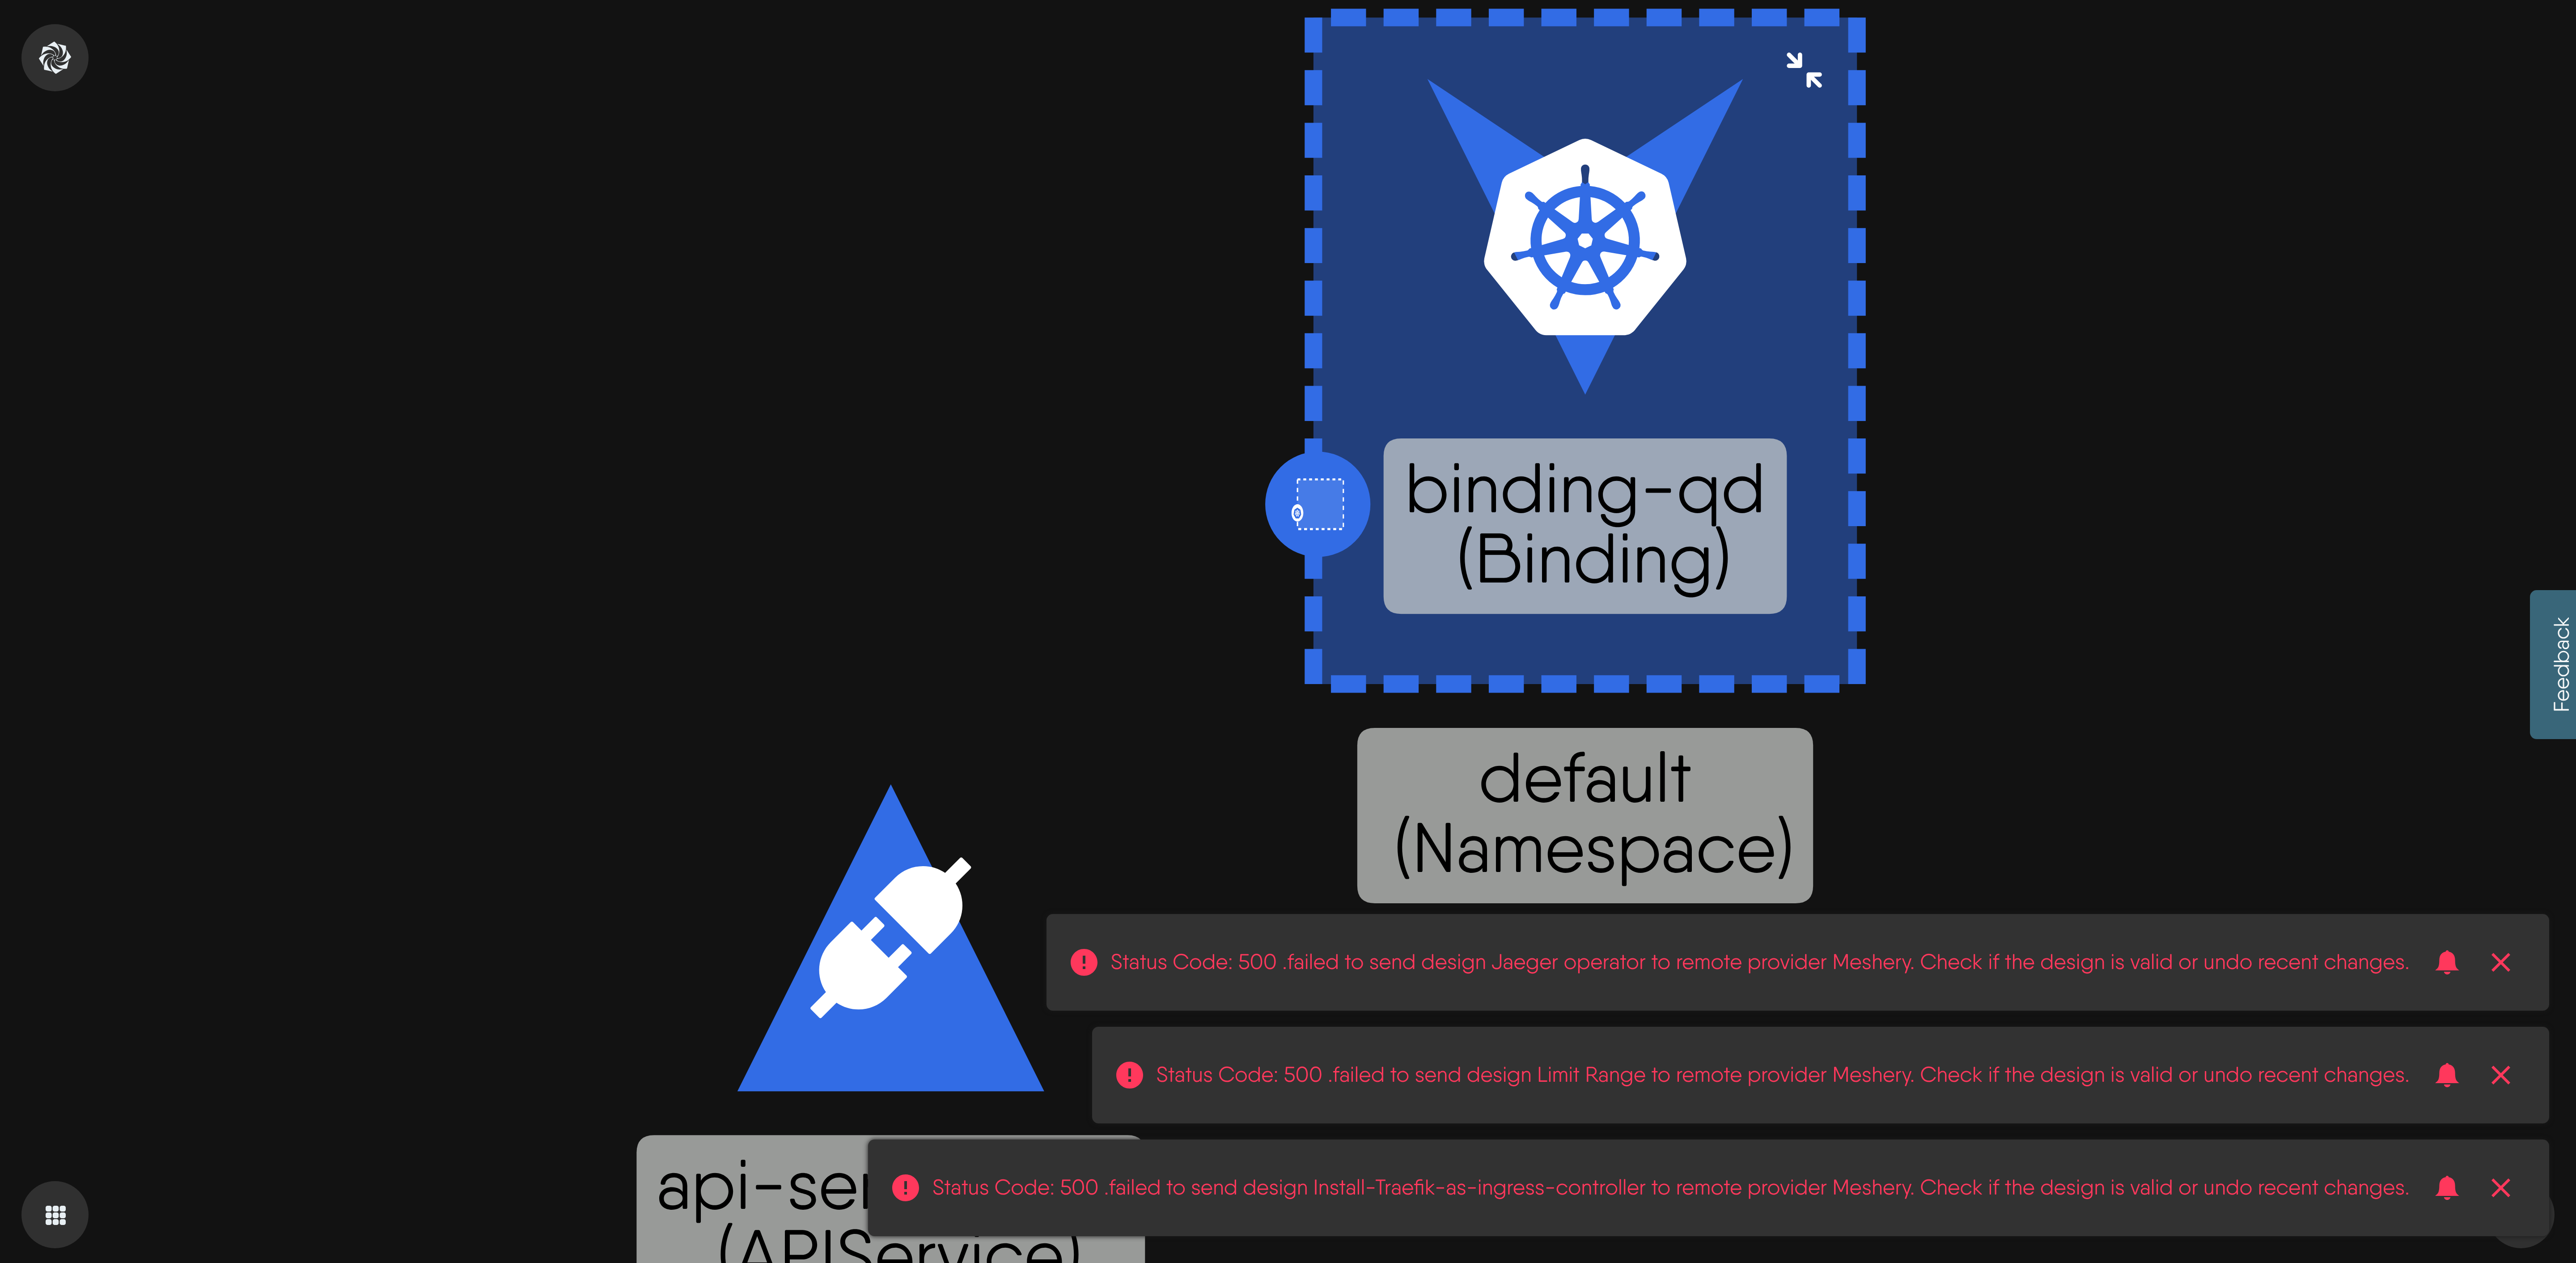 binding-qd
(Binding)
Feedback
default
(Namespace)
Status Code: 500 .failed to send design Jaeger operator to remote provider Meshery. Check if the design is valid or undo recent changes.
Status Code: 500 .failed to send design Limit Range to remote provider Meshery. Check if the design is valid or undo recent changes.
Status Code: 500 .failed to send design Install-Traefik-as-ingress-controller to remote provider Meshery. Check if the design is valid or undo recent changes.
(APIService)